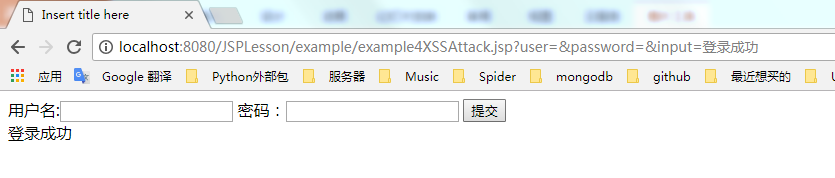 Insert title here
localhost:8080/JSPLesson/example/example4XSSAttack.jsp?user=&password=&input=登录成功
应用 Google 翻译 Python外部包 服务器 Music Spider mongodb github 最近想买的
用户名: 密码： 提交
登录成功